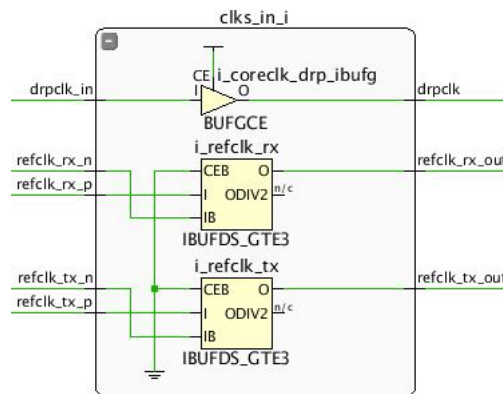 clks_in_i
CE i_coreclk_drp_ibufg
drpclk_in I O drpclk
BUFGCE
i_refclk_rx
refclk_rx_n CEB O refclk_rx_out
refclk_rx_p I ODIV2 n/c
IB
IBUFDS_GTE3
i_refclk_tx
refclk_tx_n CEB O refclk_tx_out
refclk_tx_p I ODIV2 n/c
IB
IBUFDS_GTE3